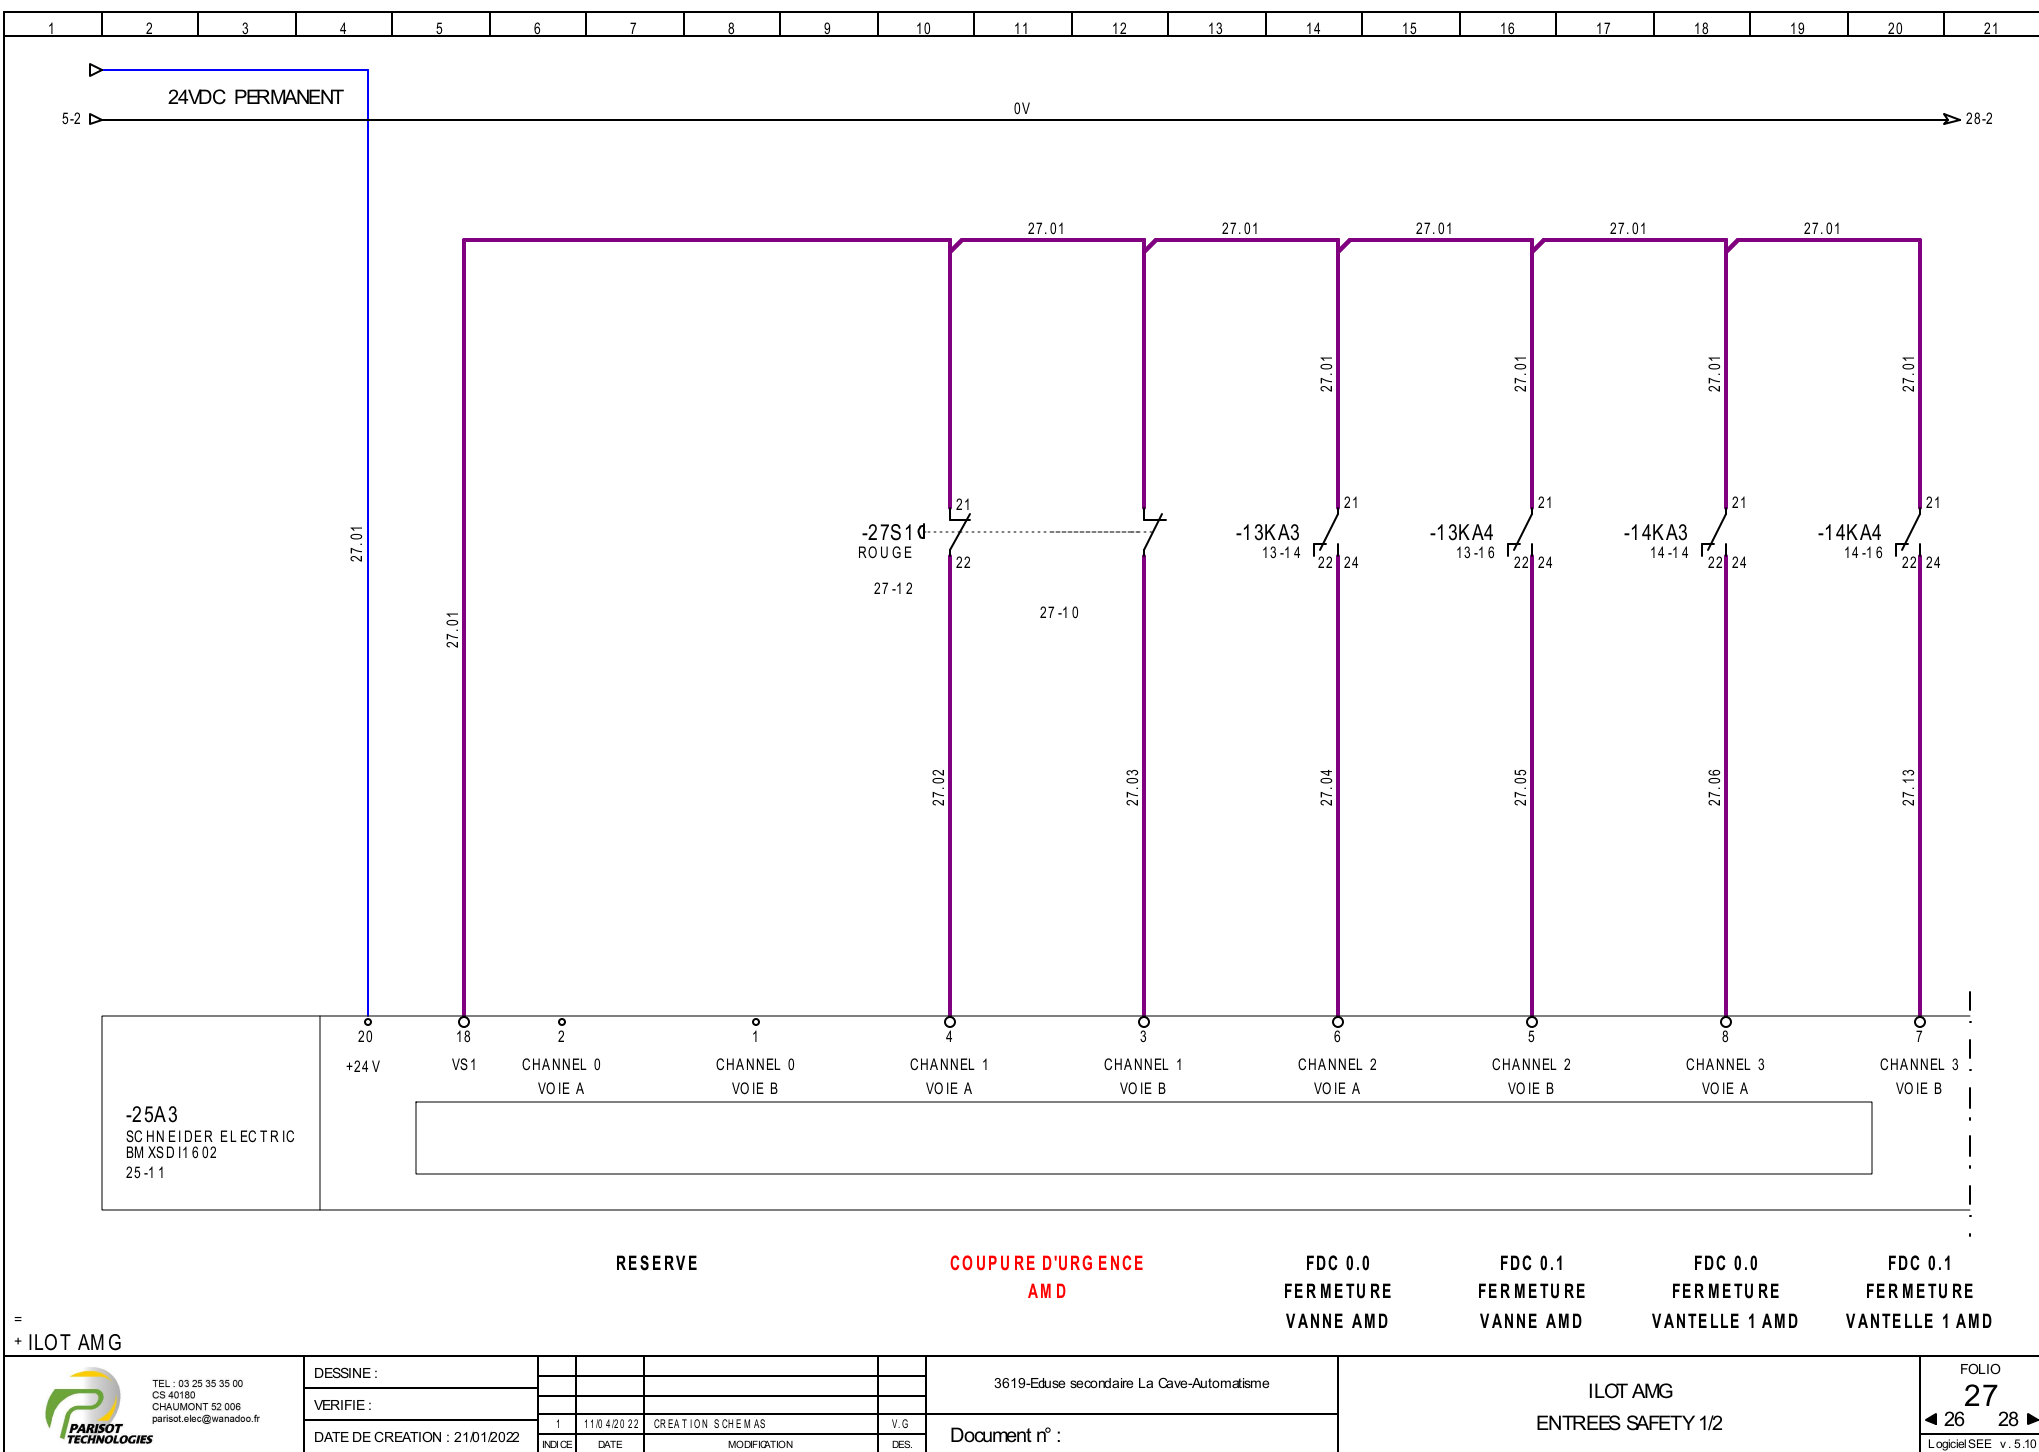 1 2 3 4 5 6 7 8 9 10 11 12 13 14 15 16 17 18 19 20 21
24VDC PERMANENT
5-2
0V
28-2
27.01 27.01 27.01 27.01 27.01
27.01 27.01 27.01 27.01
27.01
27.01
21 21 21 21 21
-27S10
ROUGE
22
27-12
27-10
-13KA3
13-14
22 24
-13KA4
13-16
22 24
-14KA3
14-14
22 24
-14KA4
14-16
22 24
27.02 27.03 27.04 27.05 27.06 27.13
20 18 2 1 4 3 6 5 8 7
+24V VS1 CHANNEL 0 CHANNEL 0 CHANNEL 1 CHANNEL 1 CHANNEL 2 CHANNEL 2 CHANNEL 3 CHANNEL 3
VOIE A VOIE B VOIE A VOIE B VOIE A VOIE B VOIE A VOIE B
-25A3
SCHNEIDER ELECTRIC
BMXSDI1602
25-11
RESERVE
COUPURE D'URGENCE
AMD
FDC 0.0
FERMETURE
VANNE AMD
FDC 0.1
FERMETURE
VANNE AMD
FDC 0.0
FERMETURE
VANTELLE 1 AMD
FDC 0.1
FERMETURE
VANTELLE 1 AMD
=
+ ILOT AMG
PARISOT
TECHNOLOGIES
TEL : 03 25 35 35 00
CS 40180
CHAUMONT 52 006
parisot.elec@wanadoo.fr
DESSINE :
VERIFIE :
DATE DE CREATION : 21/01/2022
1 11/04/2022 CREATION SCHEMAS V.G
INDICE DATE MODIFICATION DES.
3619-Ecluse secondaire La Cave-Automatisme
Document n° :
ILOT AMG
ENTREES SAFETY 1/2
FOLIO
27
26 28
Logiciel SEE v.5.10